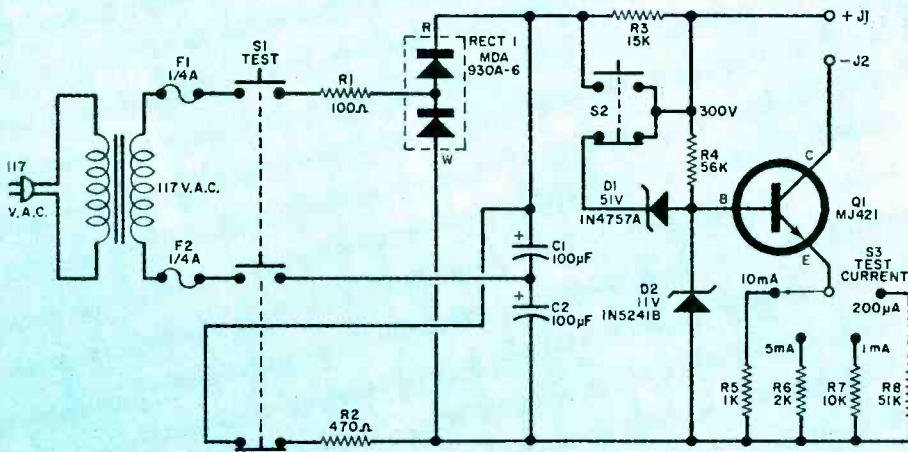 117
V.A.C.
117 V.A.C.
F1
1/4A
F2
1/4A
S1
TEST
R1
100Ω
R
RECT 1
MDA
930A-6
W
C1
100µF
+
C2
100µF
+
R2
470Ω
R3
15K
S2
300V
R4
56K
D1
51V
1N4757A
D2
11V
1N5241B
B
C
E
Q1
MJ421
+ J1
- J2
S3
TEST
CURRENT
10mA
200µA
5mA
1mA
R5
1K
R6
2K
R7
10K
R8
51K